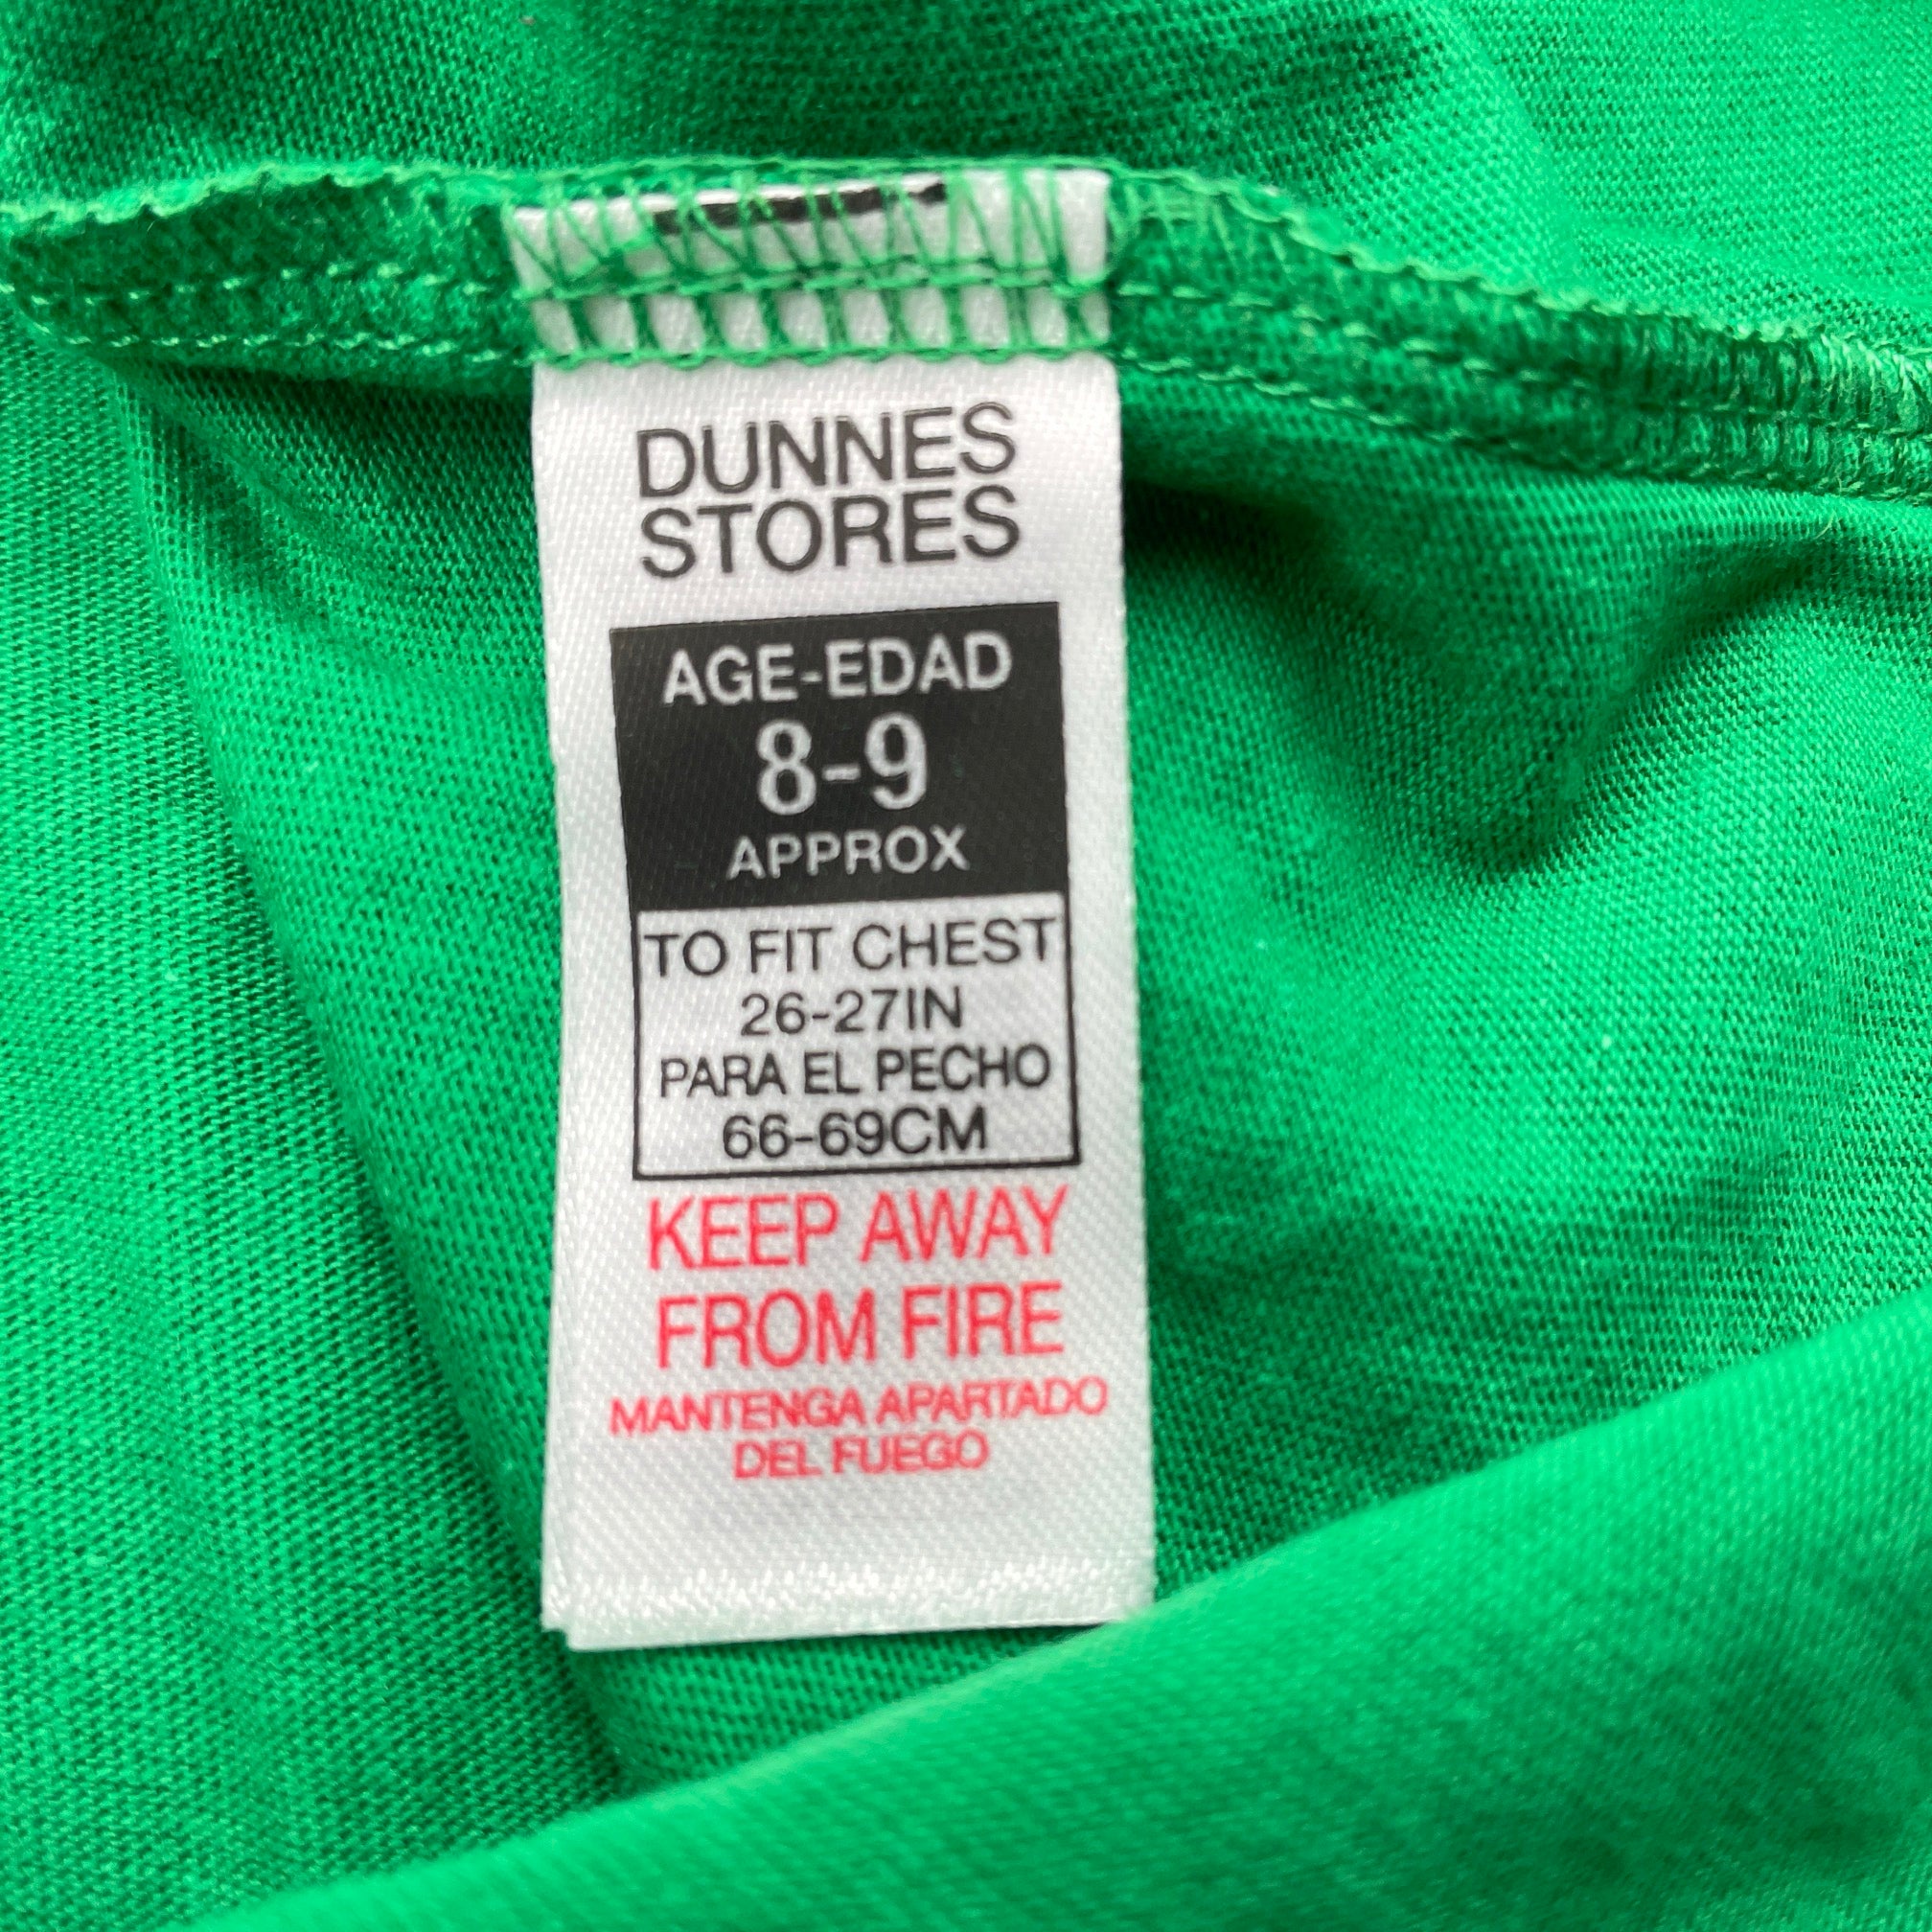 DUNNES
STORES
AGE-EDAD
8-9
APPROX
TO FIT CHEST
26-27IN
PARA EL PECHO
66-69CM
KEEP AWAY
FROM FIRE
MANTENGA APARTADO
DEL FUEGO